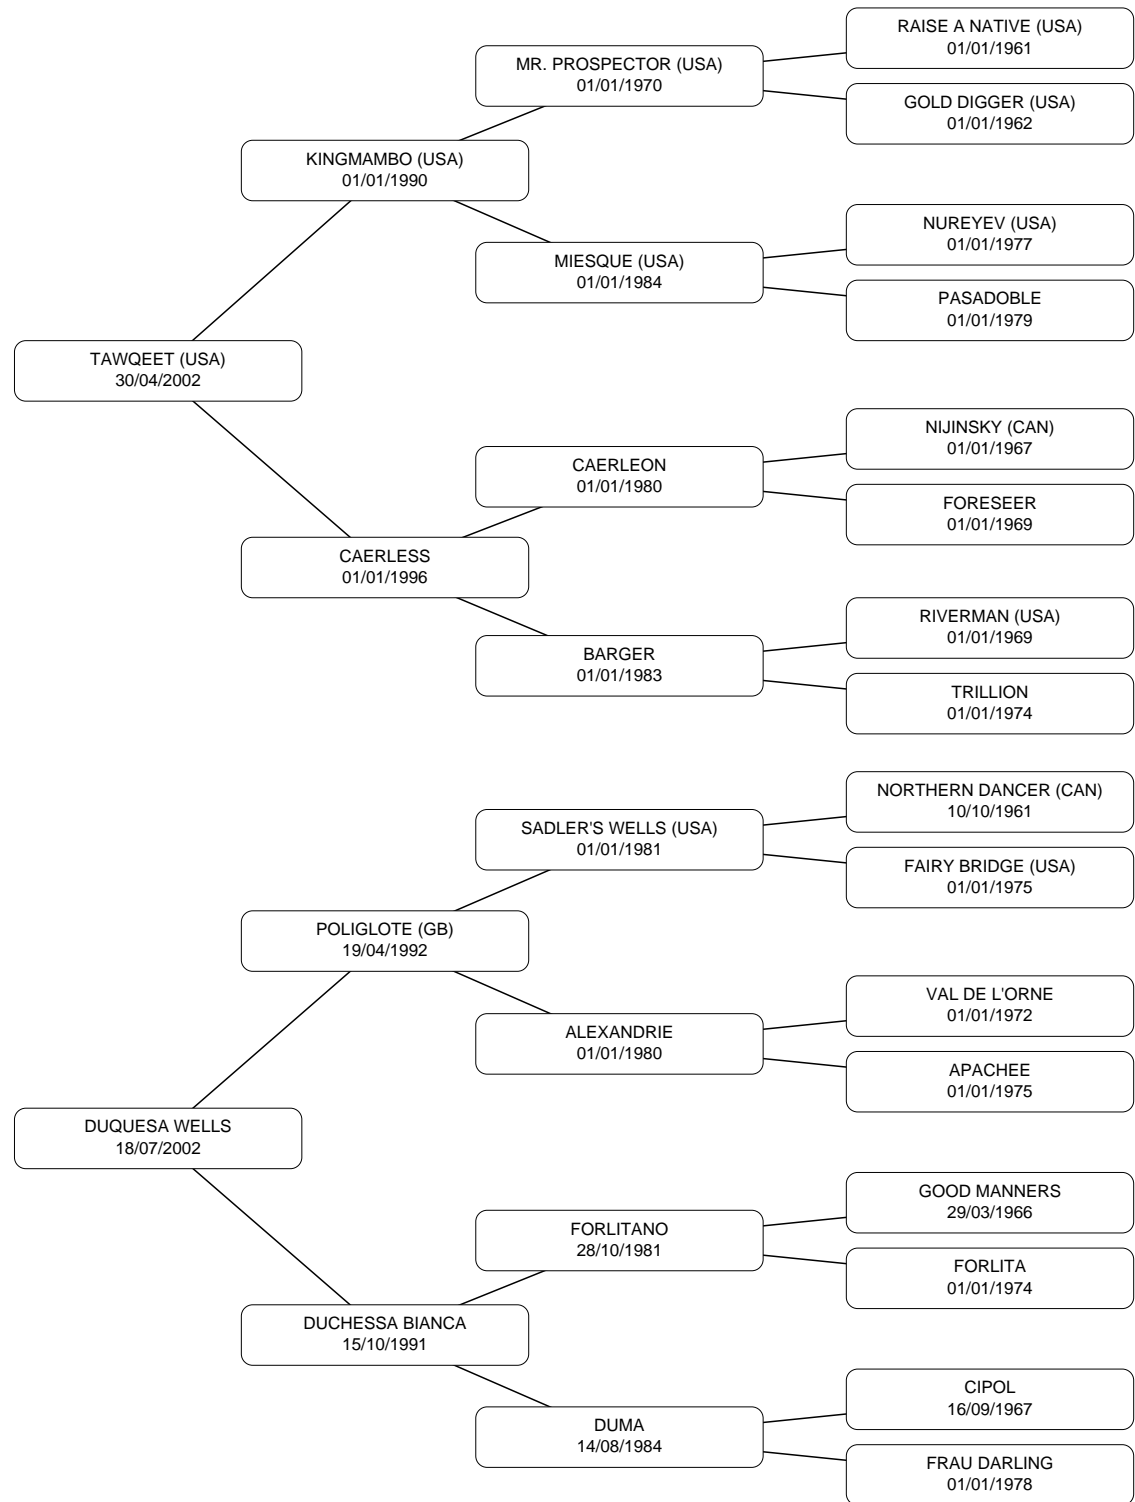 RAISE A NATIVE (USA)
01/01/1961
MR. PROSPECTOR (USA)
01/01/1970
GOLD DIGGER (USA)
01/01/1962
KINGMAMBO (USA)
01/01/1990
NUREYEV (USA)
01/01/1977
MIESQUE (USA)
01/01/1984
PASADOBLE
01/01/1979
TAWQEET (USA)
30/04/2002
NIJINSKY (CAN)
01/01/1967
CAERLEON
01/01/1980
FORESEER
01/01/1969
CAERLESS
01/01/1996
RIVERMAN (USA)
01/01/1969
BARGER
01/01/1983
TRILLION
01/01/1974
NORTHERN DANCER (CAN)
10/10/1961
SADLER'S WELLS (USA)
01/01/1981
FAIRY BRIDGE (USA)
01/01/1975
POLIGLOTE (GB)
19/04/1992
VAL DE L'ORNE
01/01/1972
ALEXANDRIE
01/01/1980
APACHEE
01/01/1975
DUQUESA WELLS
18/07/2002
GOOD MANNERS
29/03/1966
FORLITANO
28/10/1981
FORLITA
01/01/1974
DUCHESSA BIANCA
15/10/1991
CIPOL
16/09/1967
DUMA
14/08/1984
FRAU DARLING
01/01/1978